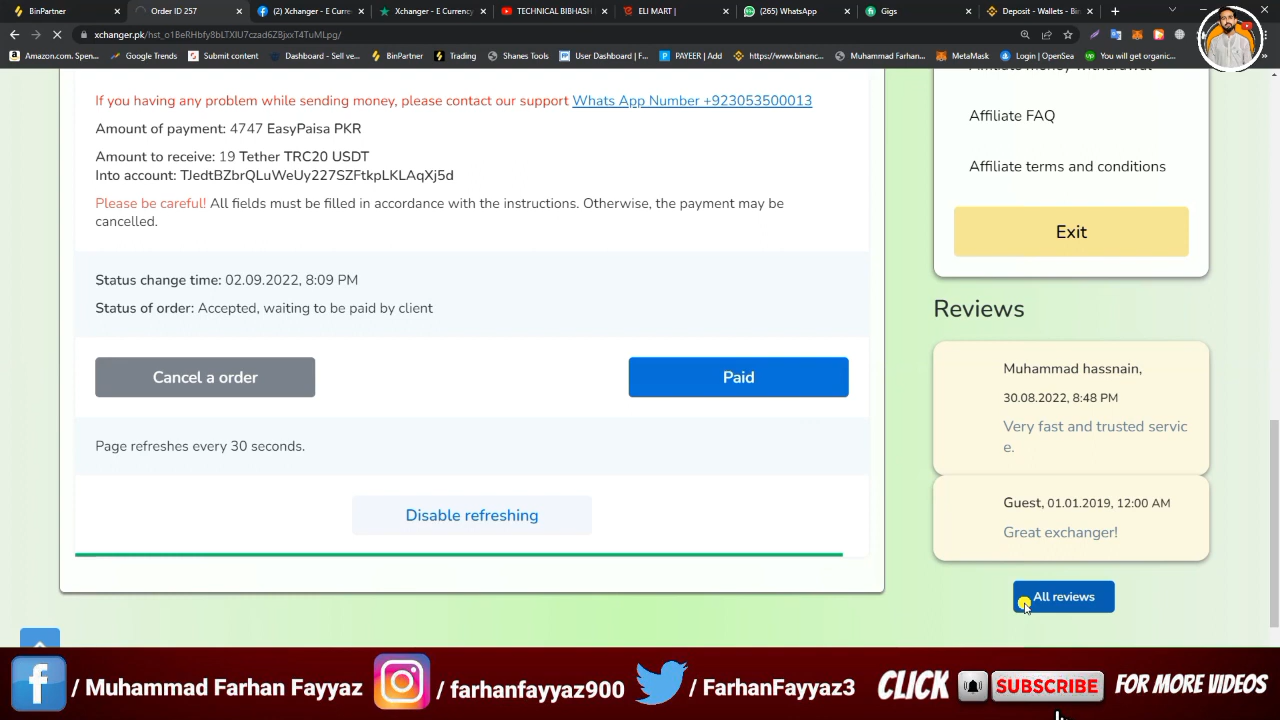 BinPartner
Order ID 257
(2) Xchanger - E Curre
Xchanger - E Currency
TECHNICAL BIBHASH
ELI MART |
(265) WhatsApp
Gigs
Deposit - Wallets - Bin
xchanger.pk/hst_o1BeRHbfy8bLTXlU7czad6ZBjxxT4TuMLpg/
Amazon.com. Spen...
Google Trends
Submit content
Dashboard - Sell ve...
BinPartner
Trading
Shanes Tools
User Dashboard | F...
PAYEER | Add
https://www.binanc...
Muhammad Farhan...
MetaMask
Login | OpenSea
You will get organic...
If you having any problem while sending money, please contact our support Whats App Number +923053500013
Amount of payment: 4747 EasyPaisa PKR
Amount to receive: 19 Tether TRC20 USDT
Into account: TJedtBZbrQLuWeUy227SZFtkpLKLAqXj5d
Please be careful! All fields must be filled in accordance with the instructions. Otherwise, the payment may be
cancelled.
Status change time: 02.09.2022, 8:09 PM
Status of order: Accepted, waiting to be paid by client
Cancel a order
Paid
Page refreshes every 30 seconds.
Disable refreshing
Affiliate money withdrawal
Affiliate FAQ
Affiliate terms and conditions
Exit
Reviews
Muhammad hassnain,
30.08.2022, 8:48 PM
Very fast and trusted servic
e.
Guest, 01.01.2019, 12:00 AM
Great exchanger!
All reviews
/ Muhammad Farhan Fayyaz
/ farhanfayyaz900
/ FarhanFayyaz3
CLICK SUBSCRIBE FOR MORE VIDEOS